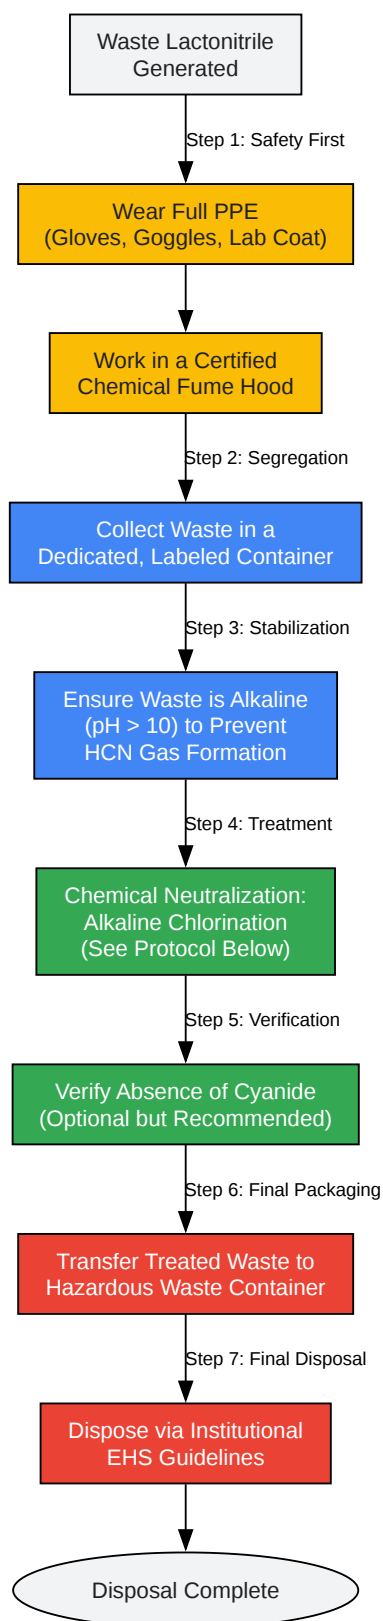 Waste Lactonitrile
Generated
Step 1: Safety First
Wear Full PPE
(Gloves, Goggles, Lab Coat)
Work in a Certified
Chemical Fume Hood
Step 2: Segregation
Collect Waste in a
Dedicated, Labeled Container
Step 3: Stabilization
Ensure Waste is Alkaline
(pH > 10) to Prevent
HCN Gas Formation
Step 4: Treatment
Chemical Neutralization:
Alkaline Chlorination
(See Protocol Below)
Step 5: Verification
Verify Absence of Cyanide
(Optional but Recommended)
Step 6: Final Packaging
Transfer Treated Waste to
Hazardous Waste Container
Step 7: Final Disposal
Dispose via Institutional
EHS Guidelines
Disposal Complete